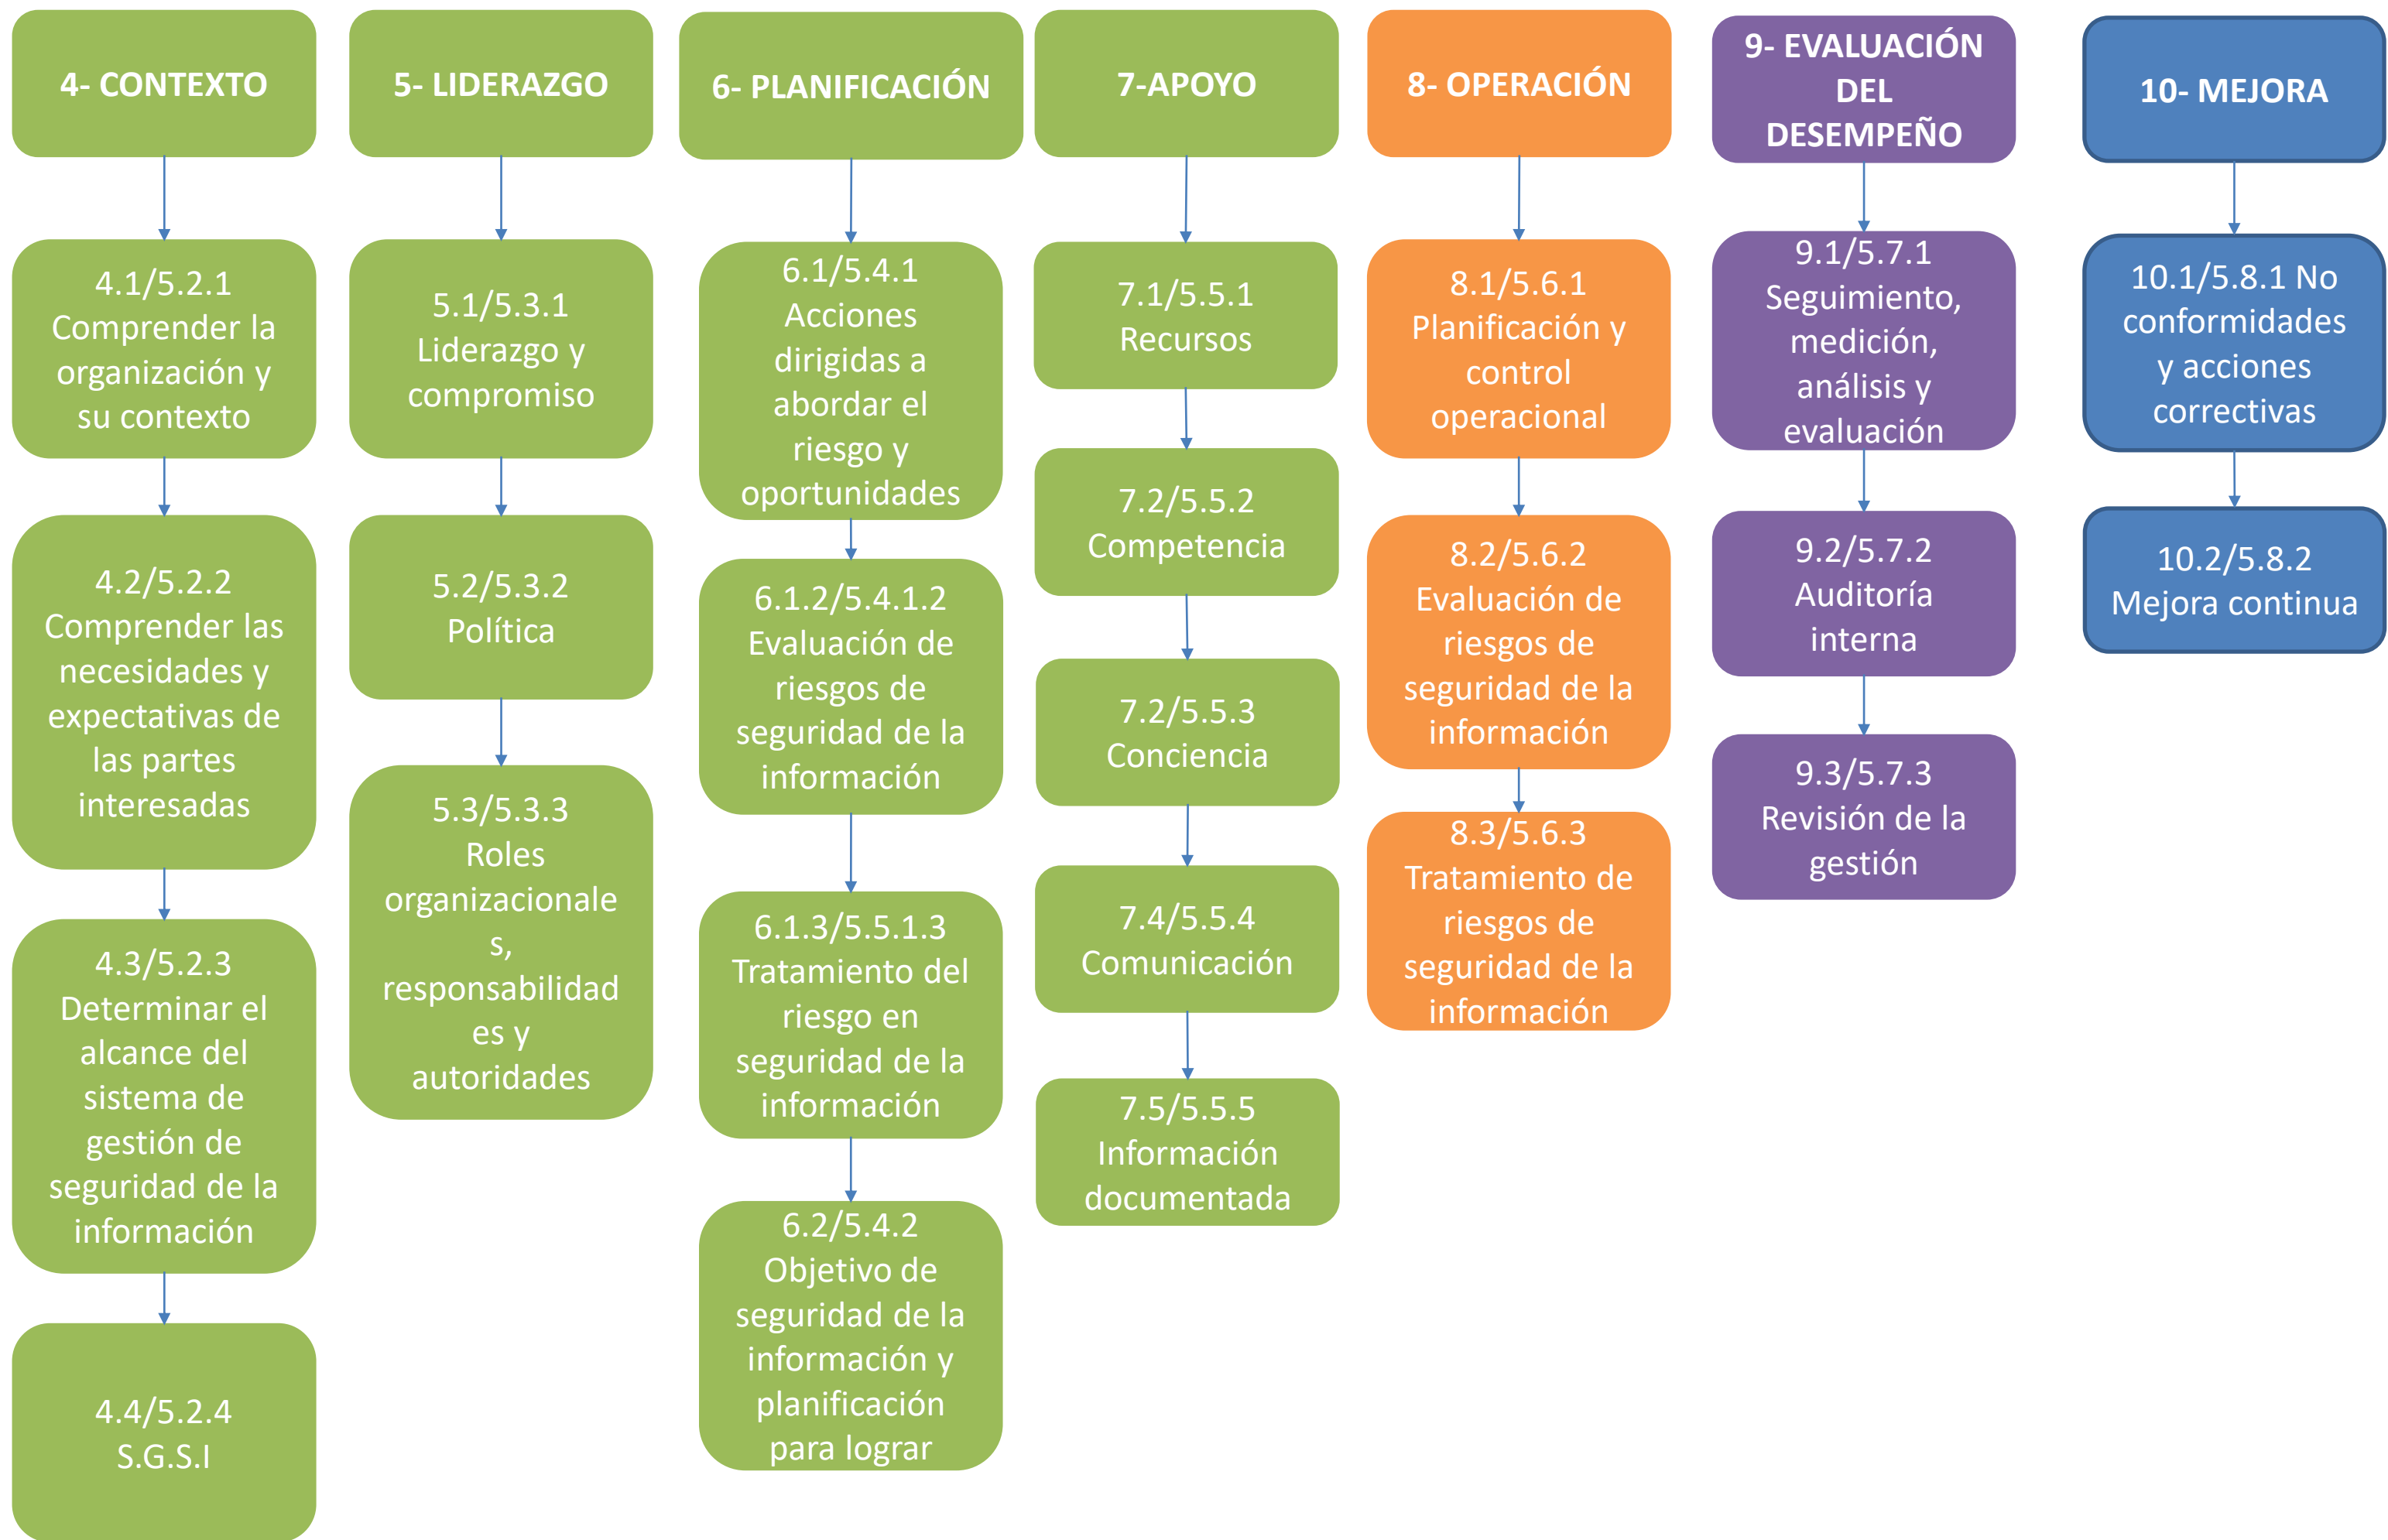 4- CONTEXTO
4.1/5.2.1
Comprender la
organización y
su contexto
4.2/5.2.2
Comprender las
necesidades y
expectativas de
las partes
interesadas
4.3/5.2.3
Determinar el
alcance del
sistema de
gestión de
seguridad de la
información
4.4/5.2.4
S.G.S.I
5- LIDERAZGO
5.1/5.3.1
Liderazgo y
compromiso
5.2/5.3.2
Política
5.3/5.3.3
Roles
organizacionale
s,
responsabilidad
es y
autoridades
6- PLANIFICACIÓN
6.1/5.4.1
Acciones
dirigidas a
abordar el
riesgo y
oportunidades
6.1.2/5.4.1.2
Evaluación de
riesgos de
seguridad de la
información
6.1.3/5.5.1.3
Tratamiento del
riesgo en
seguridad de la
información
6.2/5.4.2
Objetivo de
seguridad de la
información y
planificación
para lograr
7-APOYO
7.1/5.5.1
Recursos
7.2/5.5.2
Competencia
7.2/5.5.3
Conciencia
7.4/5.5.4
Comunicación
7.5/5.5.5
Información
documentada
8- OPERACIÓN
8.1/5.6.1
Planificación y
control
operacional
8.2/5.6.2
Evaluación de
riesgos de
seguridad de la
información
8.3/5.6.3
Tratamiento de
riesgos de
seguridad de la
información
9- EVALUACIÓN
DEL
DESEMPEÑO
9.1/5.7.1
Seguimiento,
medición,
análisis y
evaluación
9.2/5.7.2
Auditoría
interna
9.3/5.7.3
Revisión de la
gestión
10- MEJORA
10.1/5.8.1 No
conformidades
y acciones
correctivas
10.2/5.8.2
Mejora continua